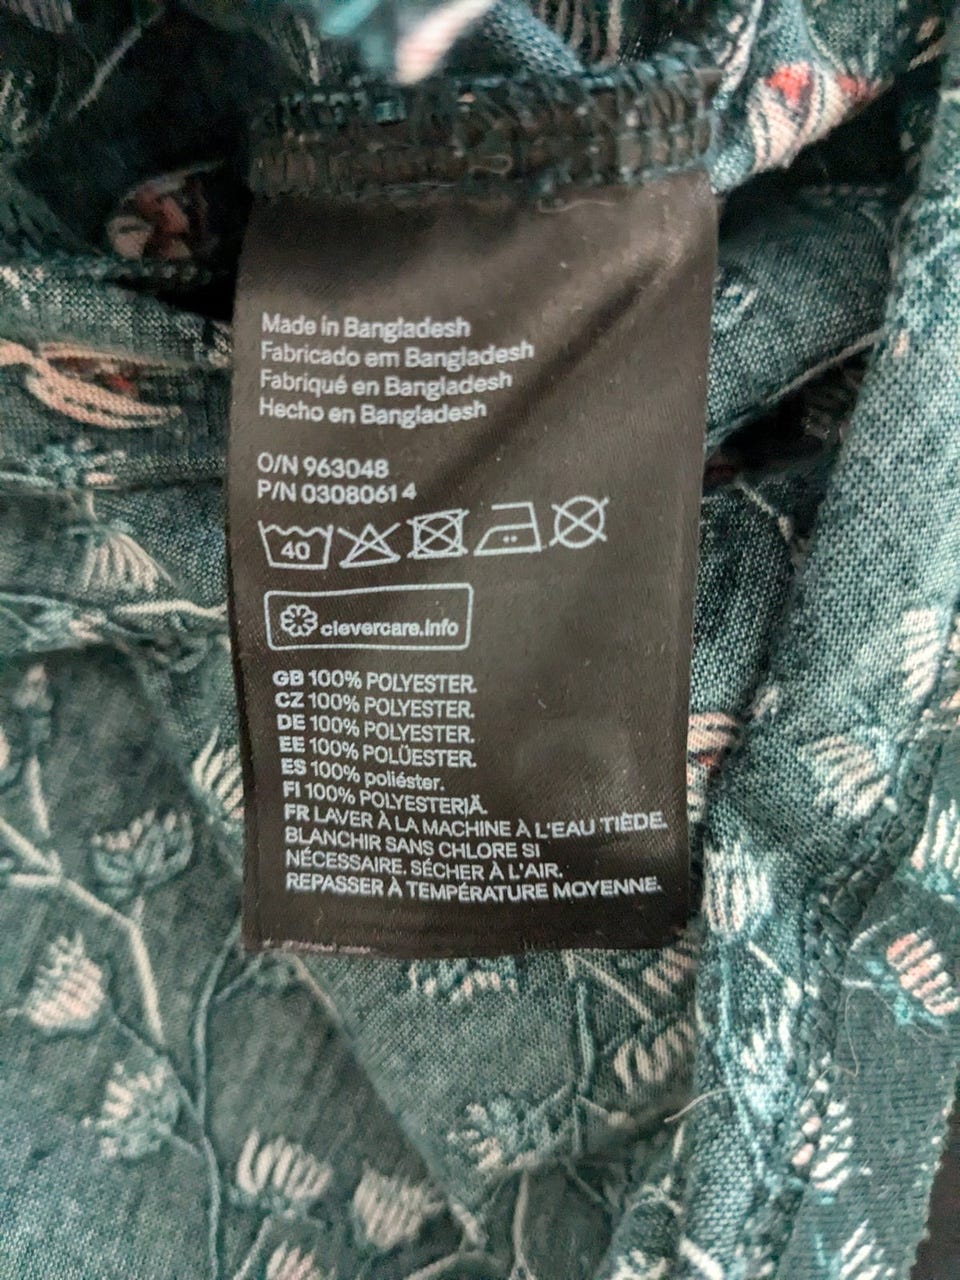 Made in Bangladesh
Fabricado em Bangladesh
Fabriqué en Bangladesh
Hecho en Bangladesh
O/N 963048
P/N 03080614
40
clevercare.info
GB 100% POLYESTER.
CZ 100% POLYESTER.
DE 100% POLYESTER.
EE 100% POLÜESTER.
ES 100% poliéster.
FI 100% POLYESTERIÄ.
FR LAVER À LA MACHINE À L'EAU TIÈDE.
BLANCHIR SANS CHLORE SI
NÉCESSAIRE. SÉCHER À L'AIR.
REPASSER À TEMPÉRATURE MOYENNE.